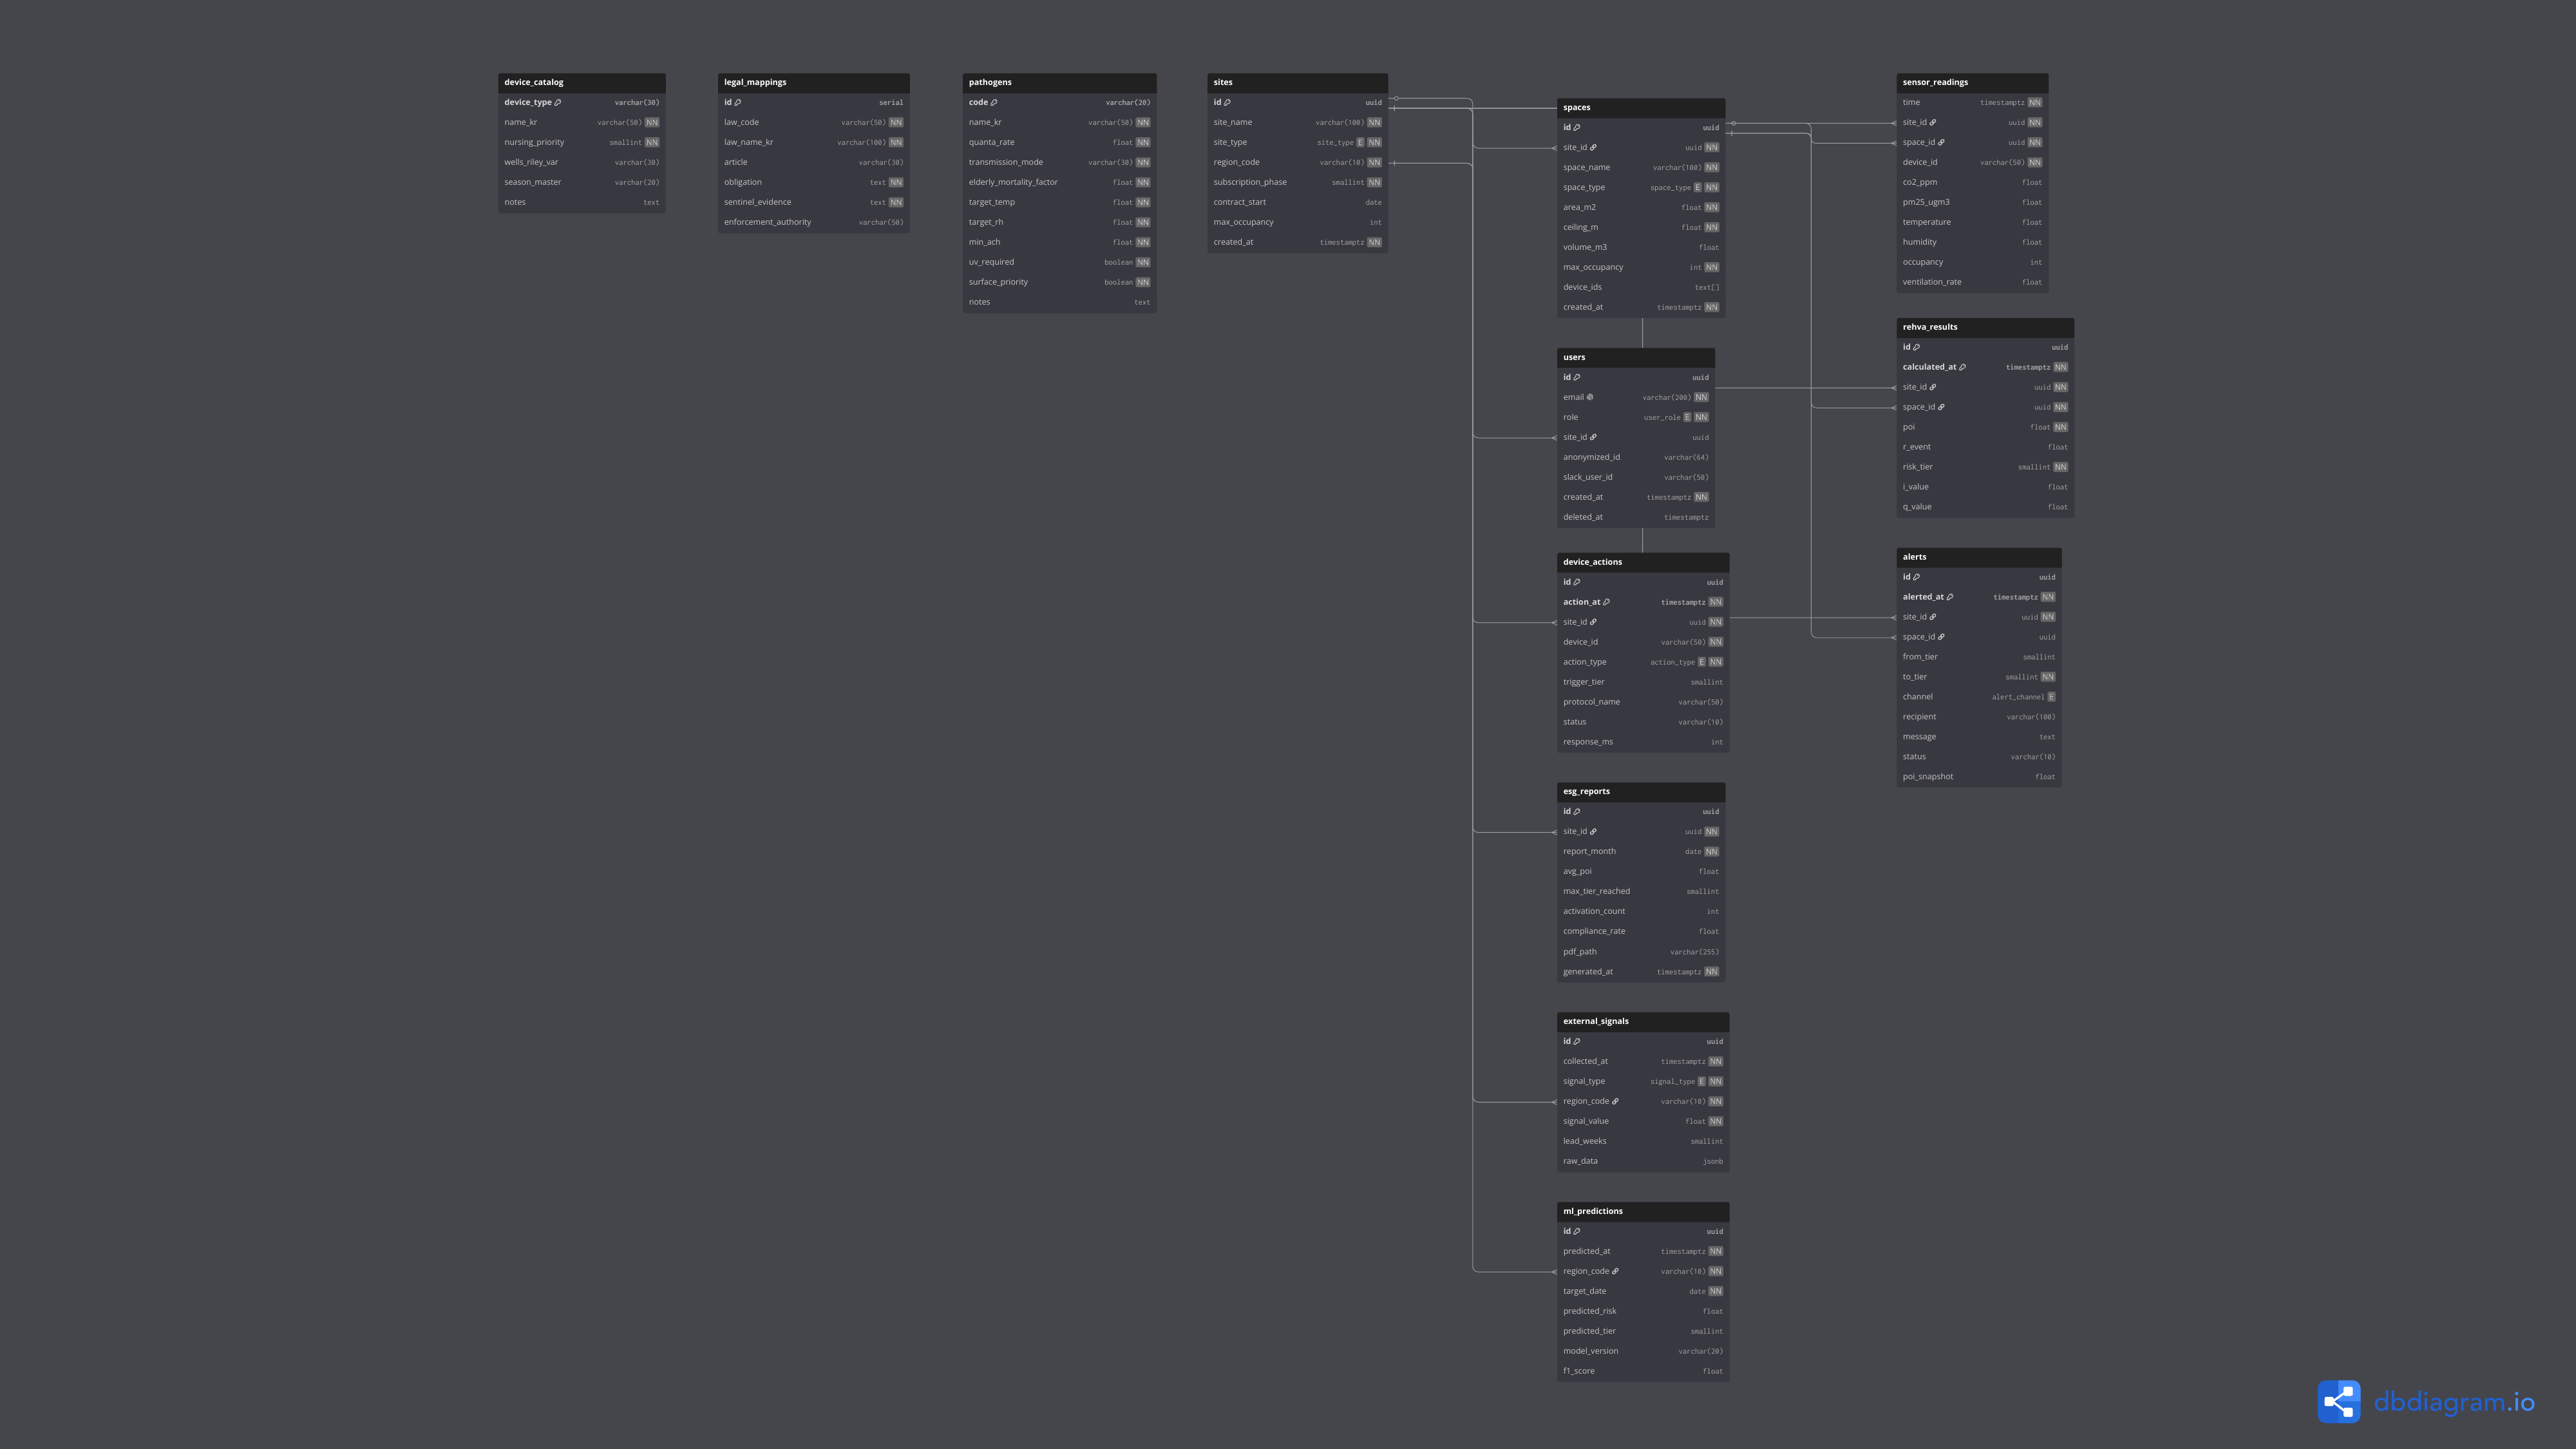 device_catalog
device_type varchar(30)
name_kr varchar(50) NN
nursing_priority smallint NN
wells_riley_var varchar(30)
season_master varchar(20)
notes text
legal_mappings
id serial
law_code varchar(50) NN
law_name_kr varchar(100) NN
article varchar(30)
obligation text NN
sentinel_evidence text NN
enforcement_authority varchar(50)
pathogens
code varchar(20)
name_kr varchar(50) NN
quanta_rate float NN
transmission_mode varchar(30) NN
elderly_mortality_factor float NN
target_temp float NN
target_rh float NN
min_ach float NN
uv_required boolean NN
surface_priority boolean NN
notes text
sites
id uuid
site_name varchar(100) NN
site_type site_type E NN
region_code varchar(10) NN
subscription_phase smallint NN
contract_start date
max_occupancy int
created_at timestamptz NN
spaces
id uuid
site_id uuid NN
space_name varchar(100) NN
space_type space_type E NN
area_m2 float NN
ceiling_m float NN
volume_m3 float
max_occupancy int NN
device_ids text[]
created_at timestamptz NN
users
id uuid
email varchar(200) NN
role user_role E NN
site_id uuid
anonymized_id varchar(64)
slack_user_id varchar(50)
created_at timestamptz NN
deleted_at timestamptz
device_actions
id uuid
action_at timestamptz NN
site_id uuid NN
device_id varchar(50) NN
action_type action_type E NN
trigger_tier smallint
protocol_name varchar(50)
status varchar(10)
response_ms int
esg_reports
id uuid
site_id uuid NN
report_month date NN
avg_poi float
max_tier_reached smallint
activation_count int
compliance_rate float
pdf_path varchar(255)
generated_at timestamptz NN
external_signals
id uuid
collected_at timestamptz NN
signal_type signal_type E NN
region_code varchar(10) NN
signal_value float NN
lead_weeks smallint
raw_data jsonb
ml_predictions
id uuid
predicted_at timestamptz NN
region_code varchar(10) NN
target_date date NN
predicted_risk float
predicted_tier smallint
model_version varchar(20)
f1_score float
sensor_readings
time timestamptz NN
site_id uuid NN
space_id uuid NN
device_id varchar(50) NN
co2_ppm float
pm25_ugm3 float
temperature float
humidity float
occupancy int
ventilation_rate float
rehva_results
id uuid
calculated_at timestamptz NN
site_id uuid NN
space_id uuid NN
poi float NN
r_event float
risk_tier smallint NN
i_value float
q_value float
alerts
id uuid
alerted_at timestamptz NN
site_id uuid NN
space_id uuid
from_tier smallint
to_tier smallint NN
channel alert_channel E
recipient varchar(100)
message text
status varchar(10)
poi_snapshot float
dbdiagram.io